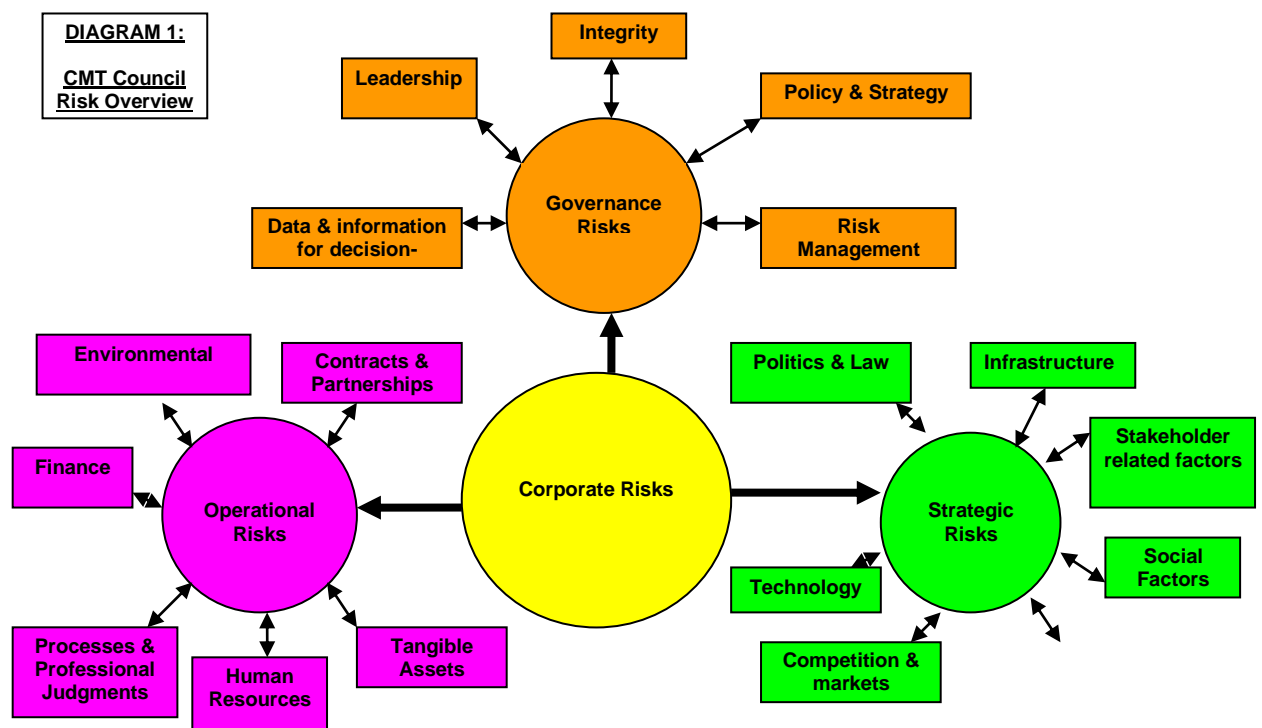 DIAGRAM 1:
CMT Council
Risk Overview
Integrity
Leadership
Policy & Strategy
Governance
Risks
Data & information
for decision-
Risk
Management
Environmental
Contracts &
Partnerships
Politics & Law
Infrastructure
Stakeholder
related factors
Finance
Operational
Risks
Corporate Risks
Strategic
Risks
Technology
Social
Factors
Processes &
Professional
Judgments
Human
Resources
Tangible
Assets
Competition &
markets